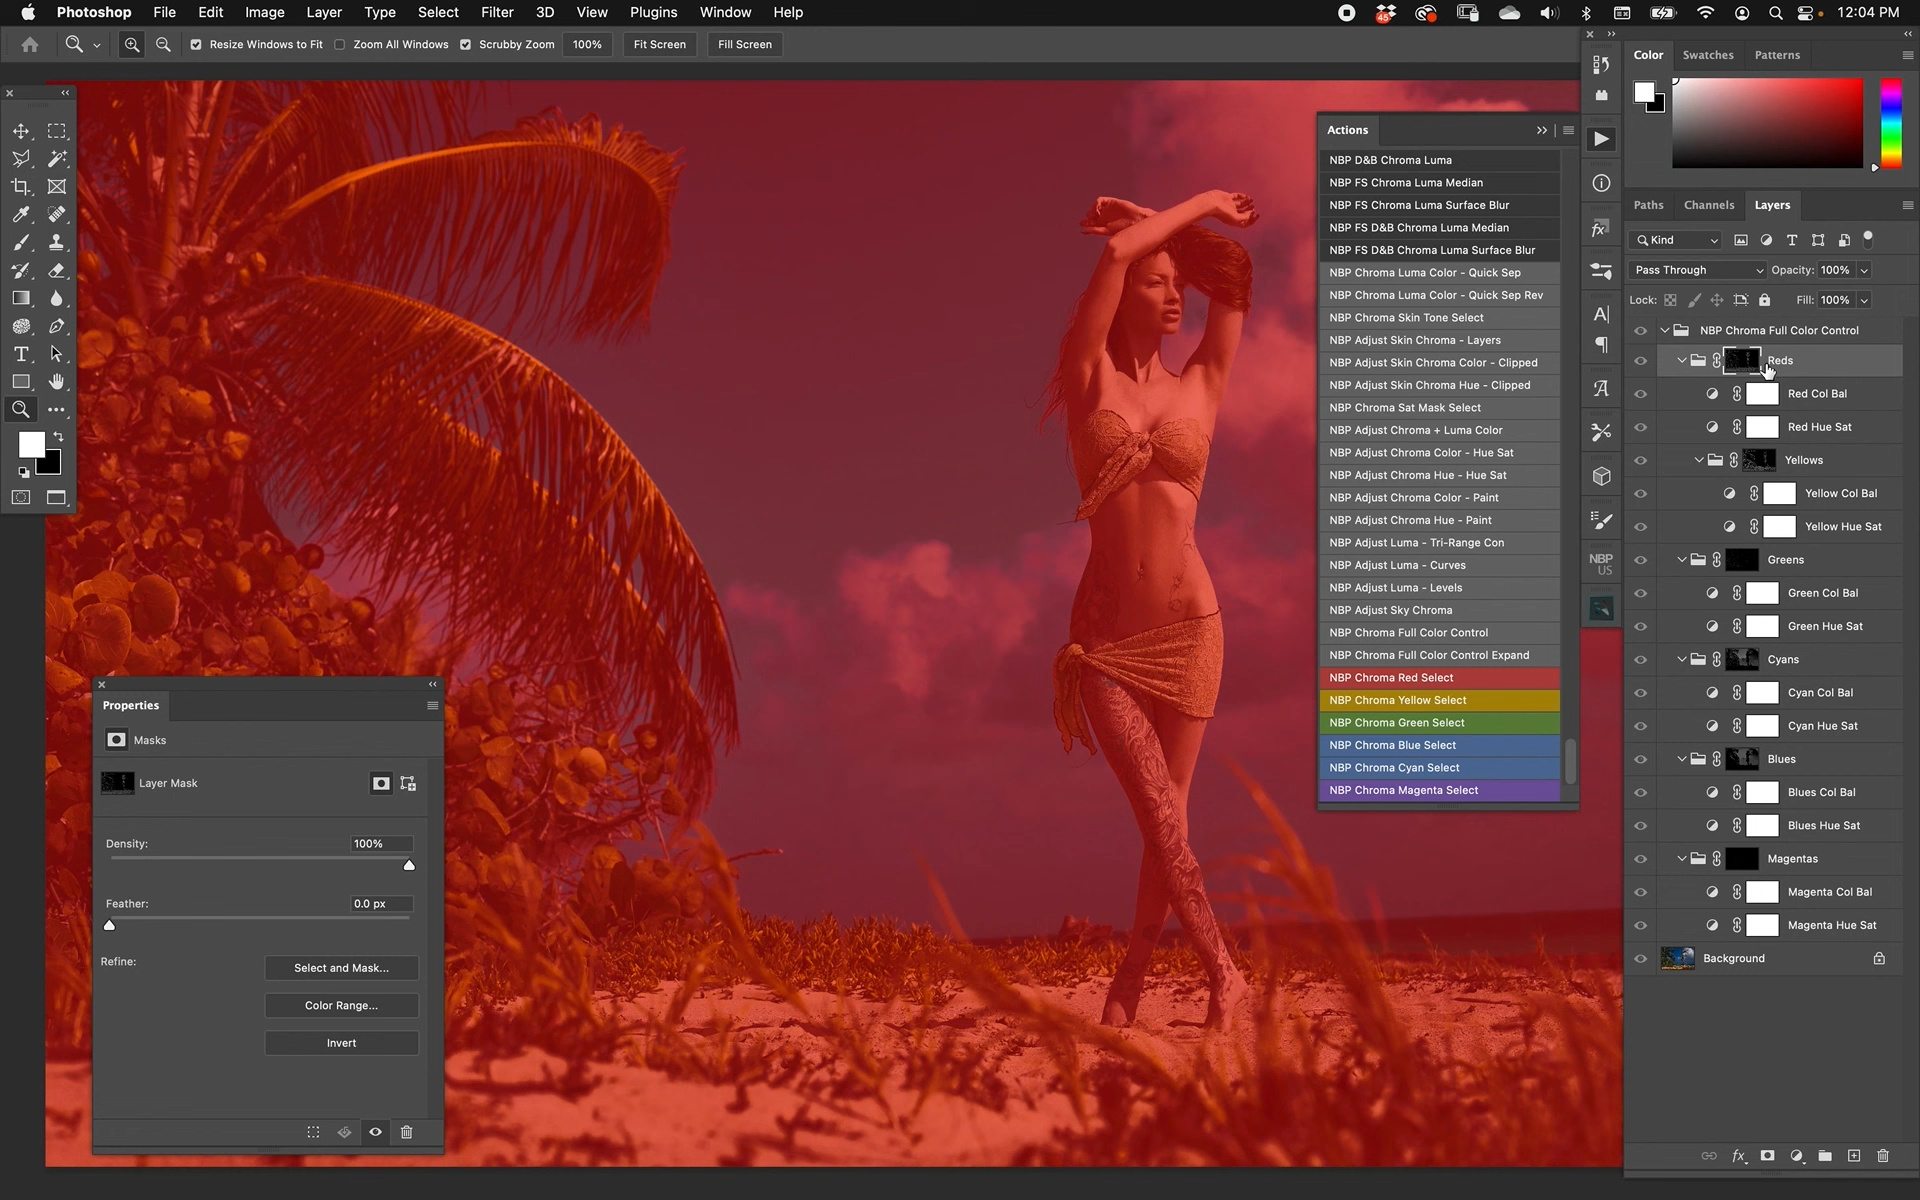 Photoshop File Edit Image Layer Type Select Filter 3D View Plugins Window Help
45
12:04 PM
Resize Windows to Fit Zoom All Windows Scrubby Zoom 100% Fit Screen Fill Screen
Color Swatches Patterns
Actions
NBP D&B Chroma Luma
NBP FS Chroma Luma Median
NBP FS Chroma Luma Surface Blur
NBP FS D&B Chroma Luma Median
NBP FS D&B Chroma Luma Surface Blur
NBP Chroma Luma Color - Quick Sep
NBP Chroma Luma Color - Quick Sep Rev
NBP Chroma Skin Tone Select
NBP Adjust Skin Chroma - Layers
NBP Adjust Skin Chroma Color - Clipped
NBP Adjust Skin Chroma Hue - Clipped
NBP Chroma Sat Mask Select
NBP Adjust Chroma + Luma Color
NBP Adjust Chroma Color - Hue Sat
NBP Adjust Chroma Hue - Hue Sat
NBP Adjust Chroma Color - Paint
NBP Adjust Chroma Hue - Paint
NBP Adjust Luma - Tri-Range Con
NBP Adjust Luma - Curves
NBP Adjust Luma - Levels
NBP Adjust Sky Chroma
NBP Chroma Full Color Control
NBP Chroma Full Color Control Expand
NBP Chroma Red Select
NBP Chroma Yellow Select
NBP Chroma Green Select
NBP Chroma Blue Select
NBP Chroma Cyan Select
NBP Chroma Magenta Select
NBP
US
Paths Channels Layers
Kind
Pass Through Opacity: 100%
Lock: Fill: 100%
NBP Chroma Full Color Control
Reds
Red Col Bal
Red Hue Sat
Yellows
Yellow Col Bal
Yellow Hue Sat
Greens
Green Col Bal
Green Hue Sat
Cyans
Cyan Col Bal
Cyan Hue Sat
Blues
Blues Col Bal
Blues Hue Sat
Magentas
Magenta Col Bal
Magenta Hue Sat
Background
fx
Properties
Masks
Layer Mask
Density: 100%
Feather: 0.0 px
Refine: Select and Mask...
Color Range...
Invert